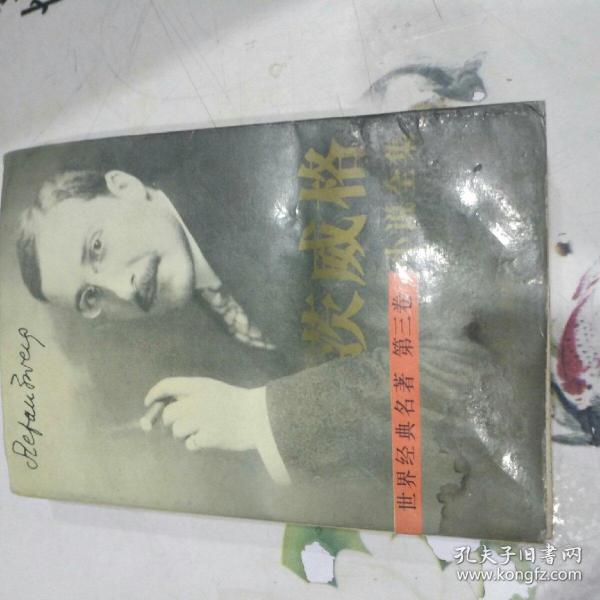 茨威格
小说全集
世界经典名著 第三卷
Stefan Zweig
孔夫子旧书网
www.kongfz.com